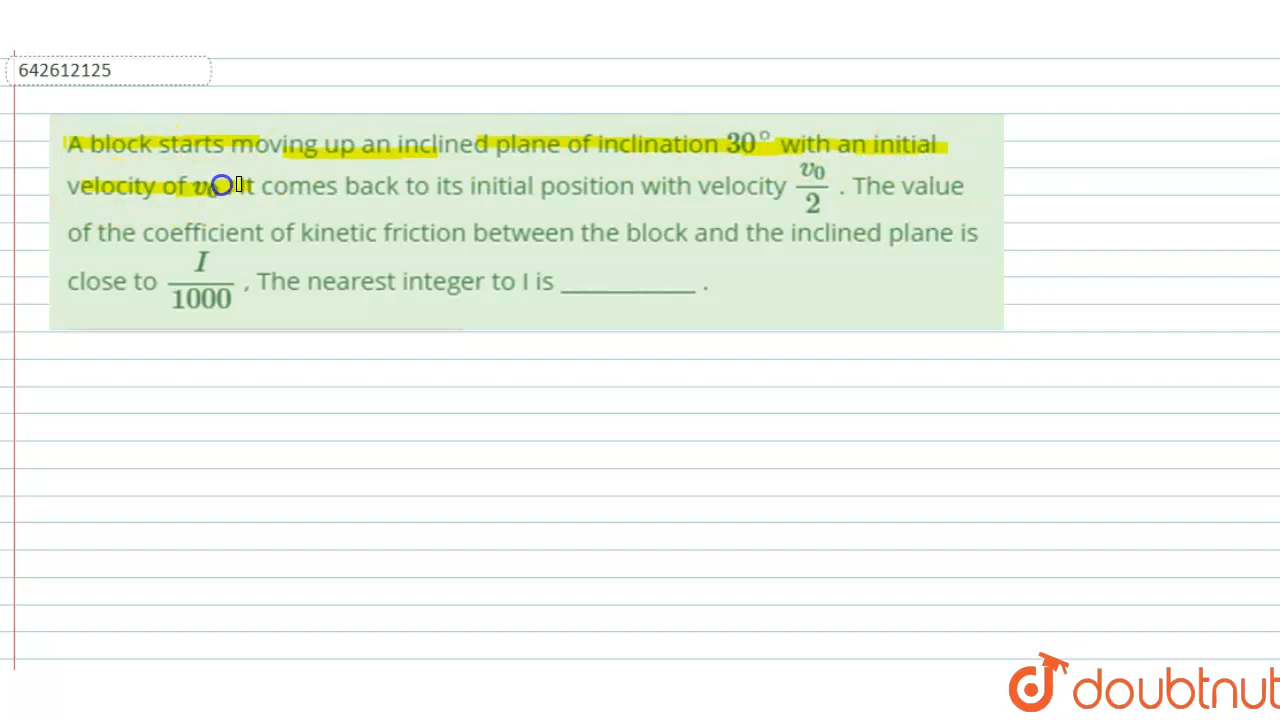 642612125
A block starts moving up an inclined plane of inclination 30° with an initial
velocity of v₀. It comes back to its initial position with velocity v₀/2 . The value
of the coefficient of kinetic friction between the block and the inclined plane is
close to I/1000 , The nearest integer to I is ___________ .
doubtnut